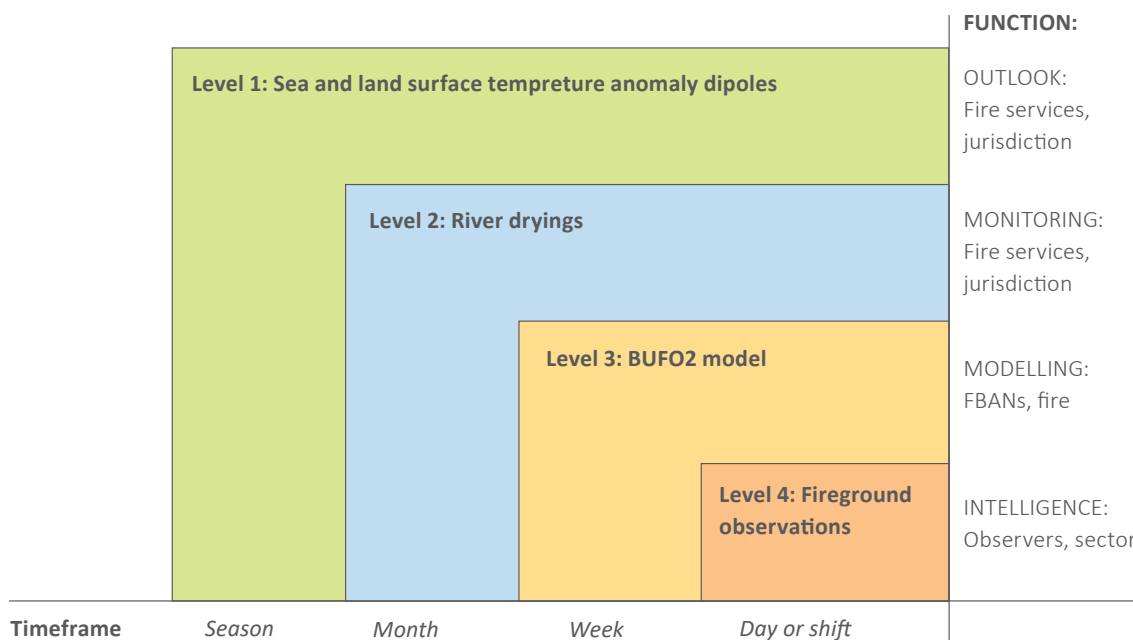 FUNCTION:
Level 1: Sea and land surface tempreture anomaly dipoles
OUTLOOK:
Fire services,
jurisdiction
Level 2: River dryings
MONITORING:
Fire services,
jurisdiction
Level 3: BUFO2 model
MODELLING:
FBANs, fire
Level 4: Fireground
observations
INTELLIGENCE:
Observers, sector
Timeframe Season Month Week Day or shift